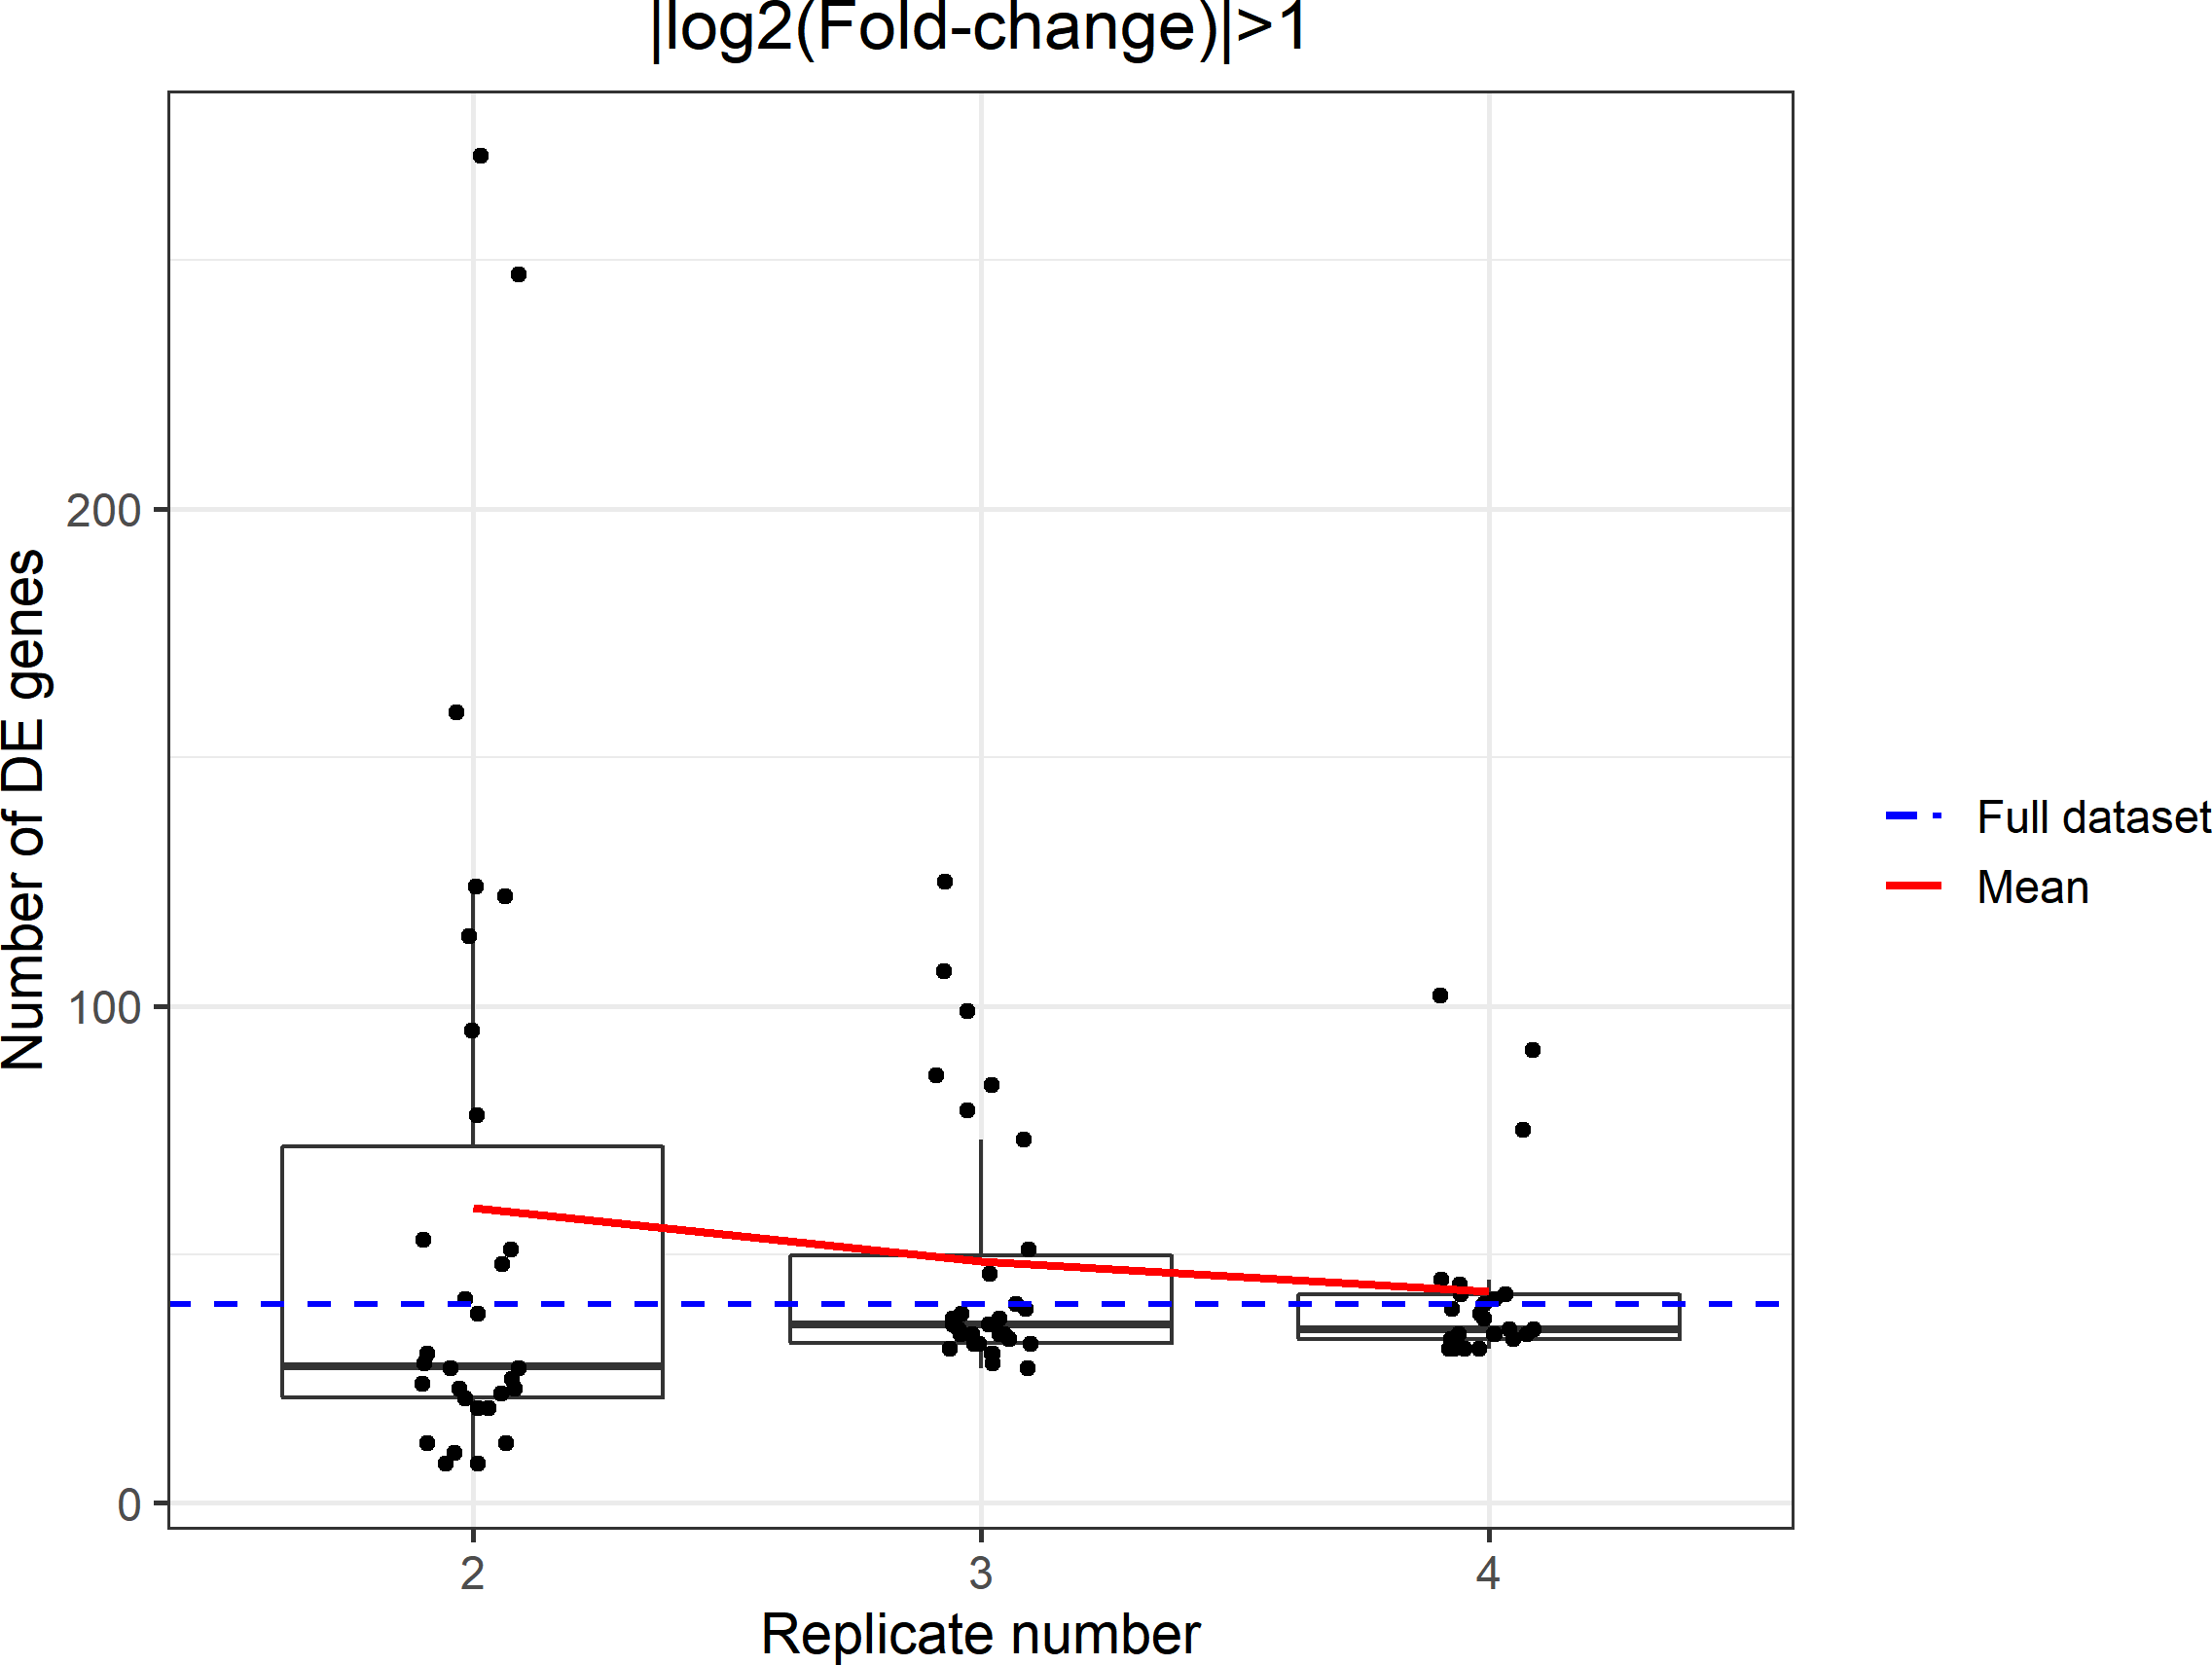 |log2(Fold-change)|>1
Number of DE genes
200
100
0
2
3
4
Replicate number
Full dataset
Mean